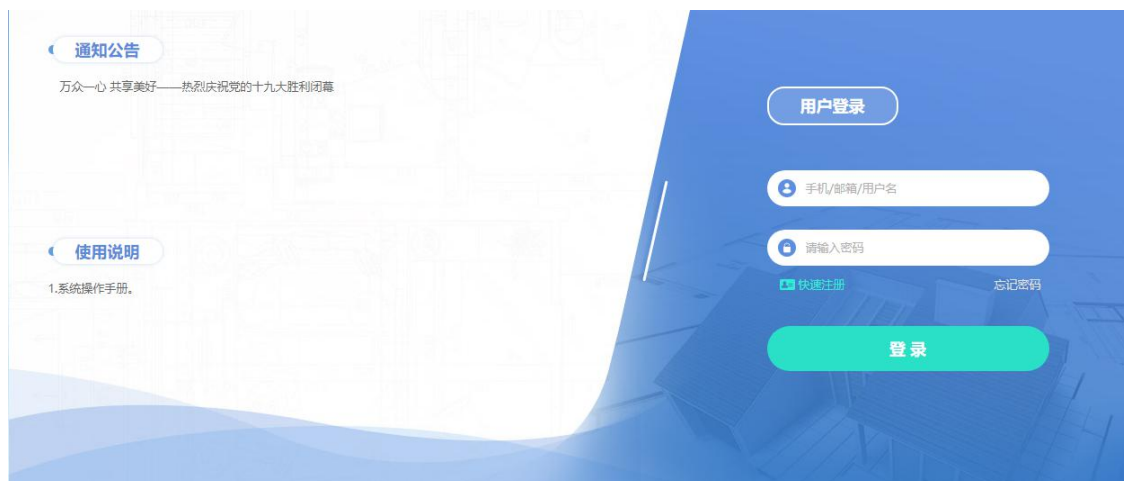 通知公告
万众一心 共享美好——热烈庆祝党的十九大胜利闭幕
使用说明
1.系统操作手册。
用户登录
手机/邮箱/用户名
请输入密码
快速注册
忘记密码
登录